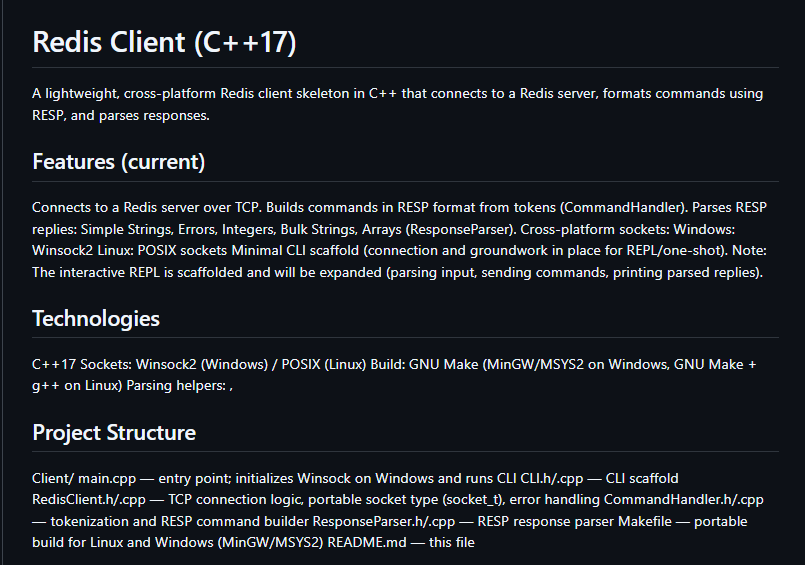 Redis Client (C++17)
A lightweight, cross-platform Redis client skeleton in C++ that connects to a Redis server, formats commands using
RESP, and parses responses.
Features (current)
Connects to a Redis server over TCP. Builds commands in RESP format from tokens (CommandHandler). Parses RESP
replies: Simple Strings, Errors, Integers, Bulk Strings, Arrays (ResponseParser). Cross-platform sockets: Windows:
Winsock2 Linux: POSIX sockets Minimal CLI scaffold (connection and groundwork in place for REPL/one-shot). Note:
The interactive REPL is scaffolded and will be expanded (parsing input, sending commands, printing parsed replies).
Technologies
C++17 Sockets: Winsock2 (Windows) / POSIX (Linux) Build: GNU Make (MinGW/MSYS2 on Windows, GNU Make +
g++ on Linux) Parsing helpers: ,
Project Structure
Client/ main.cpp — entry point; initializes Winsock on Windows and runs CLI CLI.h/.cpp — CLI scaffold
RedisClient.h/.cpp — TCP connection logic, portable socket type (socket_t), error handling CommandHandler.h/.cpp
— tokenization and RESP command builder ResponseParser.h/.cpp — RESP response parser Makefile — portable
build for Linux and Windows (MinGW/MSYS2) README.md — this file